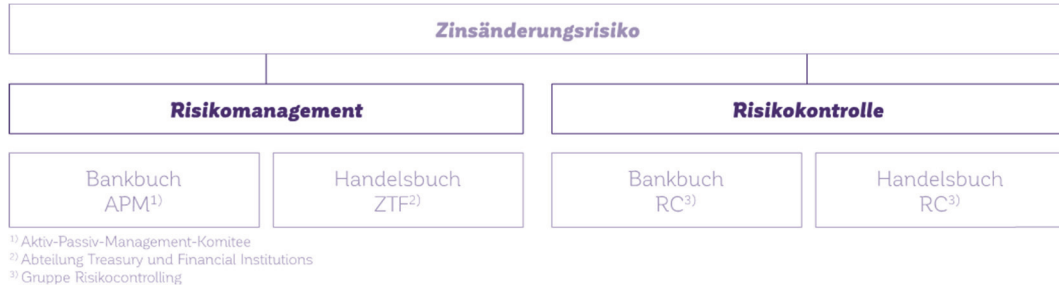 Zinsänderungsrisiko
Risikomanagement
Risikokontrolle
Bankbuch
APM¹⁾
Handelsbuch
ZTF²⁾
Bankbuch
RC³⁾
Handelsbuch
RC³⁾
¹⁾ Aktiv-Passiv-Management-Komitee
²⁾ Abteilung Treasury und Financial Institutions
³⁾ Gruppe Risikocontrolling